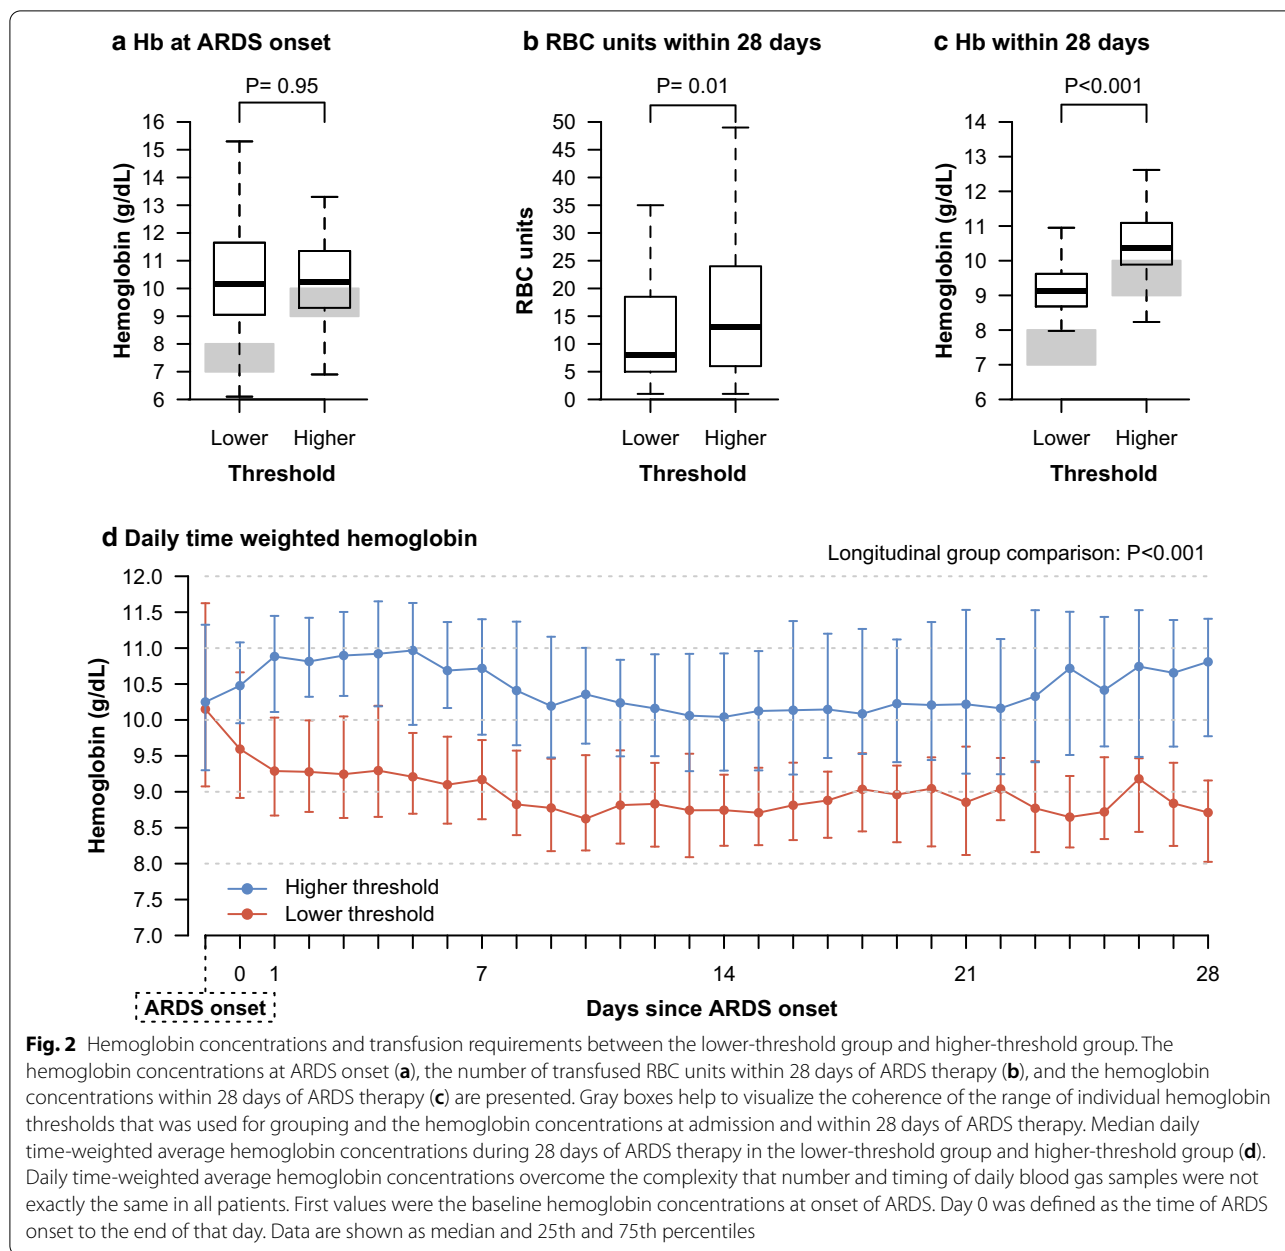 a Hb at ARDS onset
P= 0.95
Hemoglobin (g/dL)
16
15
14
13
12
11
10
9
8
7
6
Lower Higher
Threshold
b RBC units within 28 days
P= 0.01
RBC units
50
45
40
35
30
25
20
15
10
5
0
Lower Higher
Threshold
c Hb within 28 days
P<0.001
Hemoglobin (g/dL)
14
13
12
11
10
9
8
7
6
Lower Higher
Threshold
d Daily time weighted hemoglobin
Longitudinal group comparison: P<0.001
Hemoglobin (g/dL)
12.0
11.5
11.0
10.5
10.0
9.5
9.0
8.5
8.0
7.5
7.0
Higher threshold
Lower threshold
0 1 7 14 21 28
ARDS onset
Days since ARDS onset
Fig. 2 Hemoglobin concentrations and transfusion requirements between the lower-threshold group and higher-threshold group. The
hemoglobin concentrations at ARDS onset (a), the number of transfused RBC units within 28 days of ARDS therapy (b), and the hemoglobin
concentrations within 28 days of ARDS therapy (c) are presented. Gray boxes help to visualize the coherence of the range of individual hemoglobin
thresholds that was used for grouping and the hemoglobin concentrations at admission and within 28 days of ARDS therapy. Median daily
time-weighted average hemoglobin concentrations during 28 days of ARDS therapy in the lower-threshold group and higher-threshold group (d).
Daily time-weighted average hemoglobin concentrations overcome the complexity that number and timing of daily blood gas samples were not
exactly the same in all patients. First values were the baseline hemoglobin concentrations at onset of ARDS. Day 0 was defined as the time of ARDS
onset to the end of that day. Data are shown as median and 25th and 75th percentiles